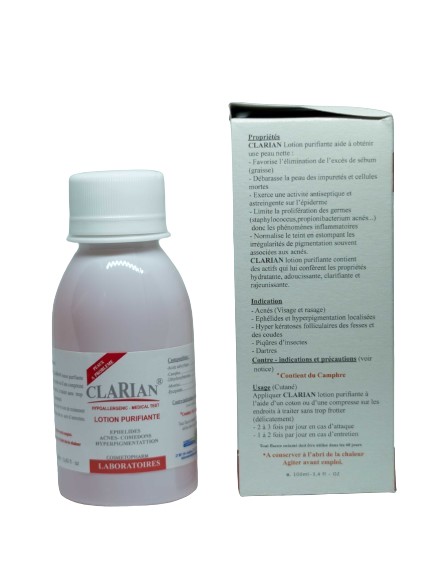 PEAUX
A PROBLEME
CLARIAN®
HYPOALLERGENIC - MEDICAL TEST
LOTION PURIFIANTE
EPHELIDES
ACNES - COMEDONS
HYPERPIGMENTATION
COSMETOPHARM
LABORATOIRES
Propriétés
CLARIAN Lotion purifiante aide à obtenir
une peau nette :
- Favorise l'élimination de l'excés de sébum
(graisse)
- Débarasse la peau des impuretés et cellules
mortes
- Exerce une activité antiseptique et
astreingente sur l'épiderme
- Limite la prolifération des germes
(staphylococcus,propionbacterium acnés...)
donc les phénomènes inflammatoires
- Normalise le teint en estompant les
irrégularités de pigmentation souvent
associées aux acnés.
CLARIAN lotion purifiante contient
des actifs qui lui confèrent les propriétés
hydratante, adoucissante, clarifiante et
rajeunissante.
Indication
- Acnés (Visage et rasage)
- Ephélides et hyperpigmentation localisées
- Hyper kératoses folliculaires des fesses et
des coudes
- Piqûres d'insectes
- Dartres
Contre - indications et précautions (voir
notice)
*Contient du Camphre
Usage (Cutané)
Appliquer CLARIAN lotion purifiante à
l'aide d'un coton ou d'une compresse sur les
endroits à traiter sans trop frotter
(délicatement)
- 2 à 3 fois par jour en cas d'attaque
- 1 à 2 fois par jour en cas d'entretien
*A conserver à l'abri de la chaleur
Agiter avant emploi.